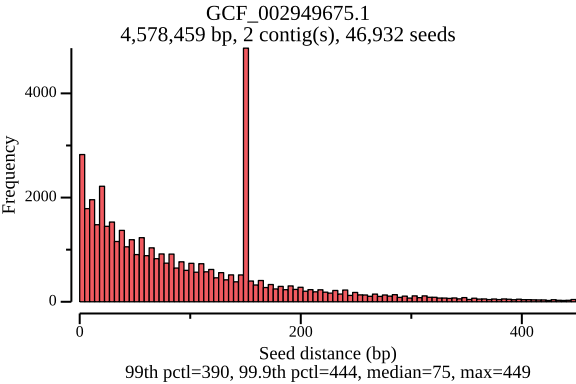 GCF_002949675.1
4,578,459 bp, 2 contig(s), 46,932 seeds
Frequency
4000
2000
0
0 200 400
Seed distance (bp)
99th pctl=390, 99.9th pctl=444, median=75, max=449